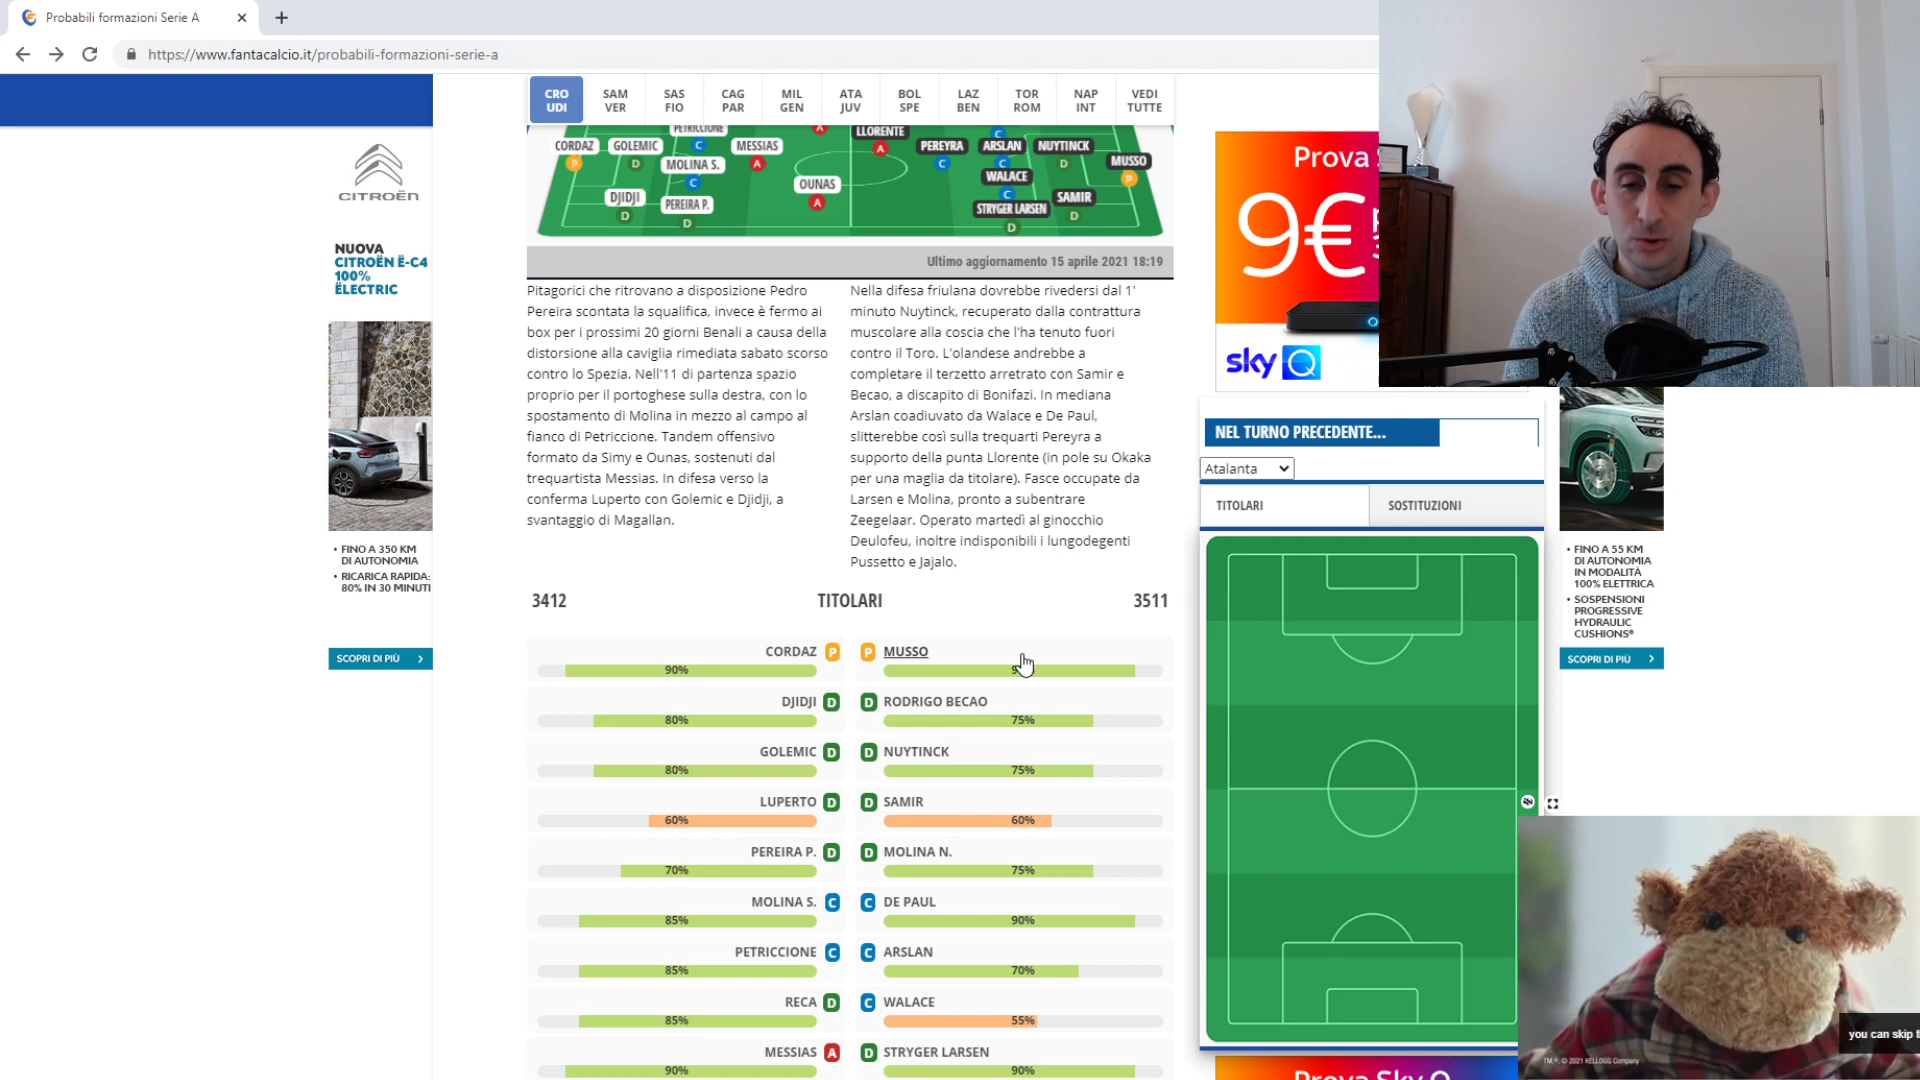 Probabili formazioni Serie A
https://www.fantacalcio.it/probabili-formazioni-serie-a
CRO UDI
SAM VER
SAS FIO
CAG PAR
MIL GEN
ATA JUV
BOL SPE
LAZ BEN
TOR ROM
NAP INT
VEDI TUTTE
PETRICCIONE
A
LLORENTE
A
C
CORDAZ
P
GOLEMIC
D
C
MESSIAS
A
PEREYRA
C
ARSLAN
C
NUYTINCK
D
MUSSO
P
MOLINA S.
C
WALACE
C
OUNAS
A
DJIDJI
D
PEREIRA P.
D
STRYGER LARSEN
D
SAMIR
D
Ultimo aggiornamento 15 aprile 2021 18:19
Pitagorici che ritrovano a disposizione Pedro
Pereira scontata la squalifica, invece è fermo ai
box per i prossimi 20 giorni Benali a causa della
distorsione alla caviglia rimediata sabato scorso
contro lo Spezia. Nell'11 di partenza spazio
proprio per il portoghese sulla destra, con lo
spostamento di Molina in mezzo al campo al
fianco di Petriccione. Tandem offensivo
formato da Simy e Ounas, sostenuti dal
trequartista Messias. In difesa verso la
conferma Luperto con Golemic e Djidji, a
svantaggio di Magallan.
Nella difesa friulana dovrebbe rivedersi dal 1'
minuto Nuytinck, recuperato dalla contrattura
muscolare alla coscia che l'ha tenuto fuori
contro il Toro. L'olandese andrebbe a
completare il terzetto arretrato con Samir e
Becao, a discapito di Bonifazi. In mediana
Arslan coadiuvato da Walace e De Paul,
slitterebbe così sulla trequarti Pereyra a
supporto della punta Llorente (in pole su Okaka
per una maglia da titolare). Fasce occupate da
Larsen e Molina, pronto a subentrare
Zeegelaar. Operato martedì al ginocchio
Deulofeu, inoltre indisponibili i lungodegenti
Pussetto e Jajalo.
3412 TITOLARI 3511
CORDAZ P P MUSSO
90%
DJIDJI D D RODRIGO BECAO
80% 75%
GOLEMIC D D NUYTINCK
80% 75%
LUPERTO D D SAMIR
60% 60%
PEREIRA P. D D MOLINA N.
70% 75%
MOLINA S. C C DE PAUL
85% 90%
PETRICCIONE C C ARSLAN
85% 70%
RECA D C WALACE
85% 55%
MESSIAS A D STRYGER LARSEN
90% 90%
CITROËN
NUOVA
CITROËN Ë-C4
100%
ËLECTRIC
• FINO A 350 KM
DI AUTONOMIA
• RICARICA RAPIDA:
80% IN 30 MINUTI
SCOPRI DI PIÙ
Prova
9€
sky Q
NEL TURNO PRECEDENTE...
Atalanta
TITOLARI
SOSTITUZIONI
• FINO A 55 KM
DI AUTONOMIA
IN MODALITÀ
100% ELETTRICA
• SOSPENSIONI
PROGRESSIVE
HYDRAULIC
CUSHIONS®
SCOPRI DI PIÙ
you can skip
TM, ®, © 2021 KELLOGG Company
Prova Sky Q